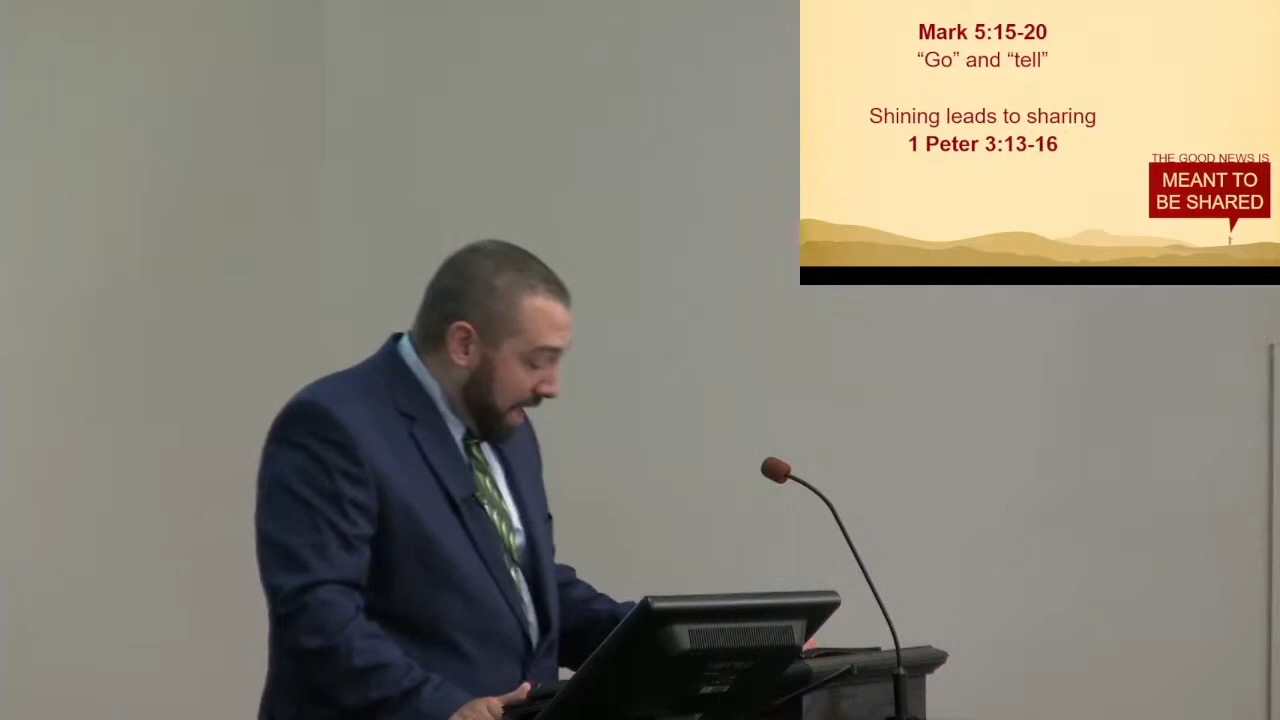 Mark 5:15-20
“Go” and “tell”
Shining leads to sharing
1 Peter 3:13-16
THE GOOD NEWS IS
MEANT TO
BE SHARED